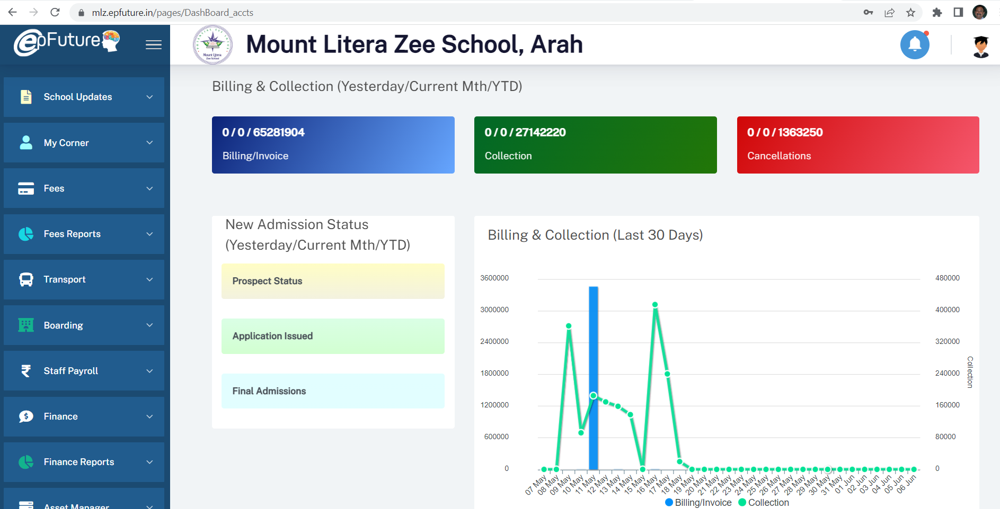 mlz.epfuture.in/pages/DashBoard_accts
epFuture
Mount Litera
Zee School
Mount Litera Zee School, Arah
School Updates
My Corner
Fees
Fees Reports
Transport
Boarding
Staff Payroll
Finance
Finance Reports
Asset Manager
Billing & Collection (Yesterday/Current Mth/YTD)
0 / 0 / 65281904
Billing/Invoice
0 / 0 / 27142220
Collection
0 / 0 / 1363250
Cancellations
New Admission Status
(Yesterday/Current Mth/YTD)
Prospect Status
Application Issued
Final Admissions
Billing & Collection (Last 30 Days)
3600000
3000000
2400000
1800000
1200000
600000
0
480000
400000
320000
240000
160000
80000
0
Collection
07 May
08 May
09 May
10 May
11 May
12 May
13 May
14 May
15 May
16 May
17 May
18 May
19 May
20 May
21 May
22 May
23 May
24 May
25 May
26 May
27 May
28 May
29 May
30 May
31 May
01 Jun
02 Jun
03 Jun
04 Jun
05 Jun
06 Jun
Billing/Invoice
Collection